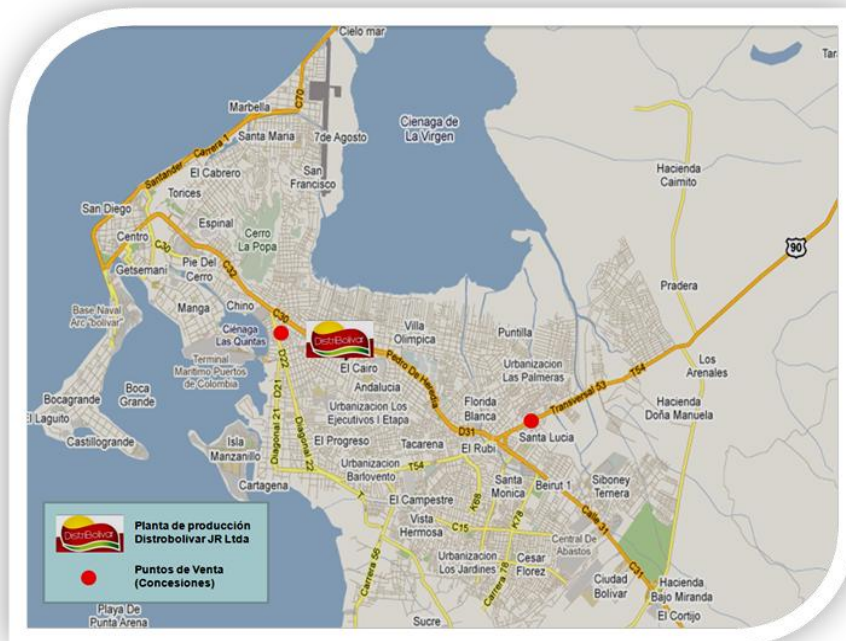 Cielo mar
C70
Tara
Marbella
Cienaga de
La Virgen
Santa Maria
7de Agosto
Santander
Carrera 1
El Cabrero
San
Francisco
Hacienda
Caimito
Torices
San Diego
Espinal
Centro
Cerro
La Popa
C30
90
Getsemani
Pie Del
Cerro
C32
Pradera
Base Naval
Arc "bolivar"
Manga
Chino
C30
Villa
Olimpica
Puntilla
Ciénaga
Las Quintas
DistriBolivar
Urbanizacion
Las Palmeras
T54
Los
Arenales
Terminal
Maritimo Puertos
de Colombia
D22
El Cairo
Pedro De Heredia
Transversal 53
Boca
Grande
D21
Andalucia
Florida
Blanca
Hacienda
Doña Manuela
Bocagrande
El Laguito
Urbanizacion Los
Ejecutivos I Etapa
Castillogrande
Isla
Manzanillo
Diagonal 21
Diagonal 22
El Progreso
Tacarena
D31
El Rubi
Santa Lucia
Cartagena
Urbanizacion
Barlovento
T54
Santa
Monica
Beirut 1
Siboney
Ternera
T
El Campestre
K68
K78
Calle 31
Vista
Hermosa
C15
Central De
Abastos
Carrera 56
Urbanizacion
Los Jardines
Carrera 78
Cesar
Florez
C31
Ciudad
Bolivar
Hacienda
Bajo Miranda
El Cortijo
Sucre
DistriBolivar
Planta de producción
Distrobolivar JR Ltda
Puntos de Venta
(Concesiones)
Playa De
Punta Arena